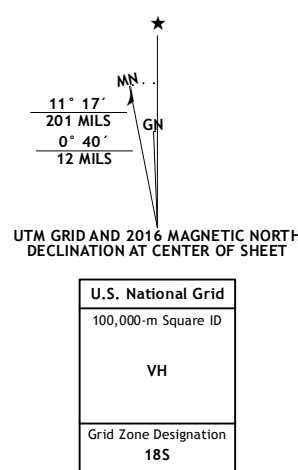 ★
MN
11° 17´
201 MILS
GN
0° 40´
12 MILS
UTM GRID AND 2016 MAGNETIC NORTH
DECLINATION AT CENTER OF SHEET
U.S. National Grid
100,000-m Square ID
VH
Grid Zone Designation
18S